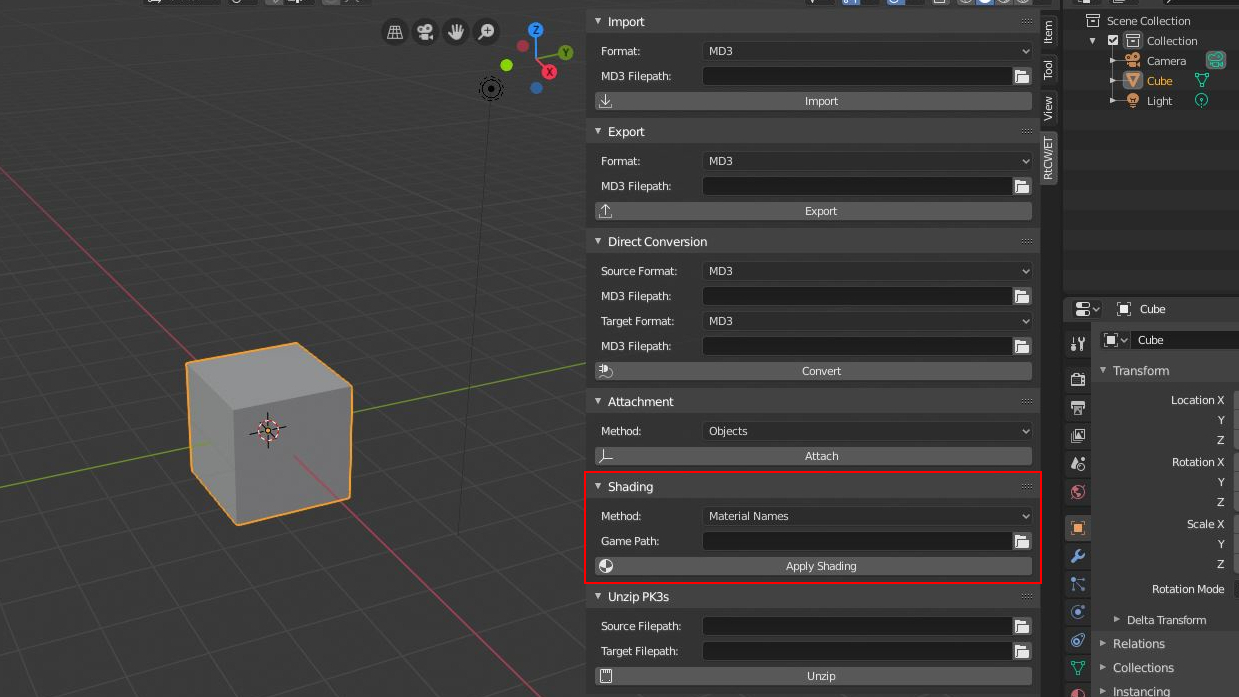 Z
Y
X
Import
Format: MD3
MD3 Filepath:
Import
Export
Format: MD3
MD3 Filepath:
Export
Direct Conversion
Source Format: MD3
MD3 Filepath:
Target Format: MD3
MD3 Filepath:
Convert
Attachment
Method: Objects
Attach
Shading
Method: Material Names
Game Path:
Apply Shading
Unzip PK3s
Source Filepath:
Target Filepath:
Unzip
Item
Tool
View
RtCW/ET
Scene Collection
Collection
Camera
Cube
Light
Cube
Cube
Transform
Location X
Y
Z
Rotation X
Y
Z
Scale X
Y
Z
Rotation Mode
Delta Transform
Relations
Collections
Instancing